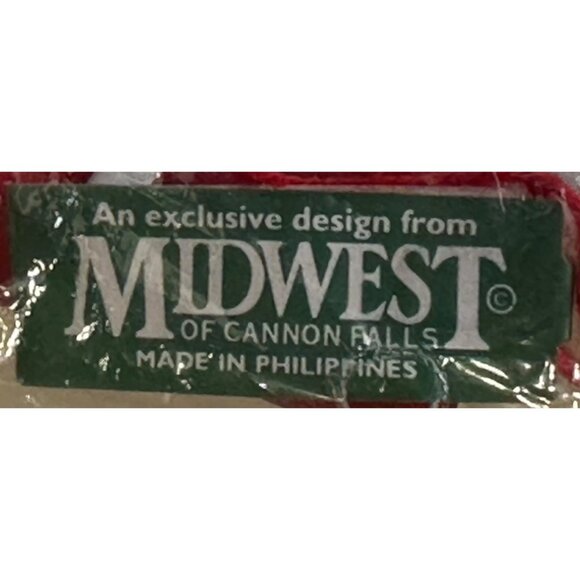 An exclusive design from
MIDWEST ©
OF CANNON FALLS
MADE IN PHILIPPINES